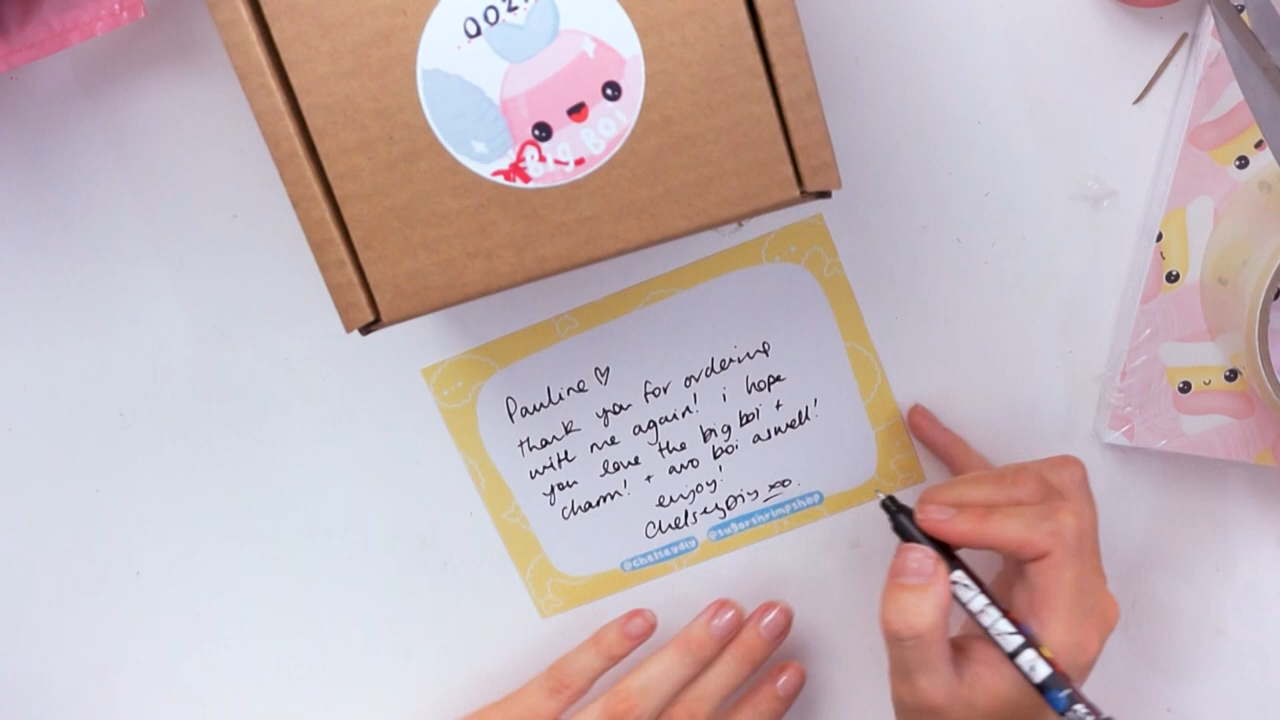 BIG BOI
Pauline ♡
thank you for ordering
with me again! i hope
you love the big boi +
charm! + avo boi aswell!
enjoy!
ChelseyDiy xo.
@chelseydiy @sugarshrimpshop